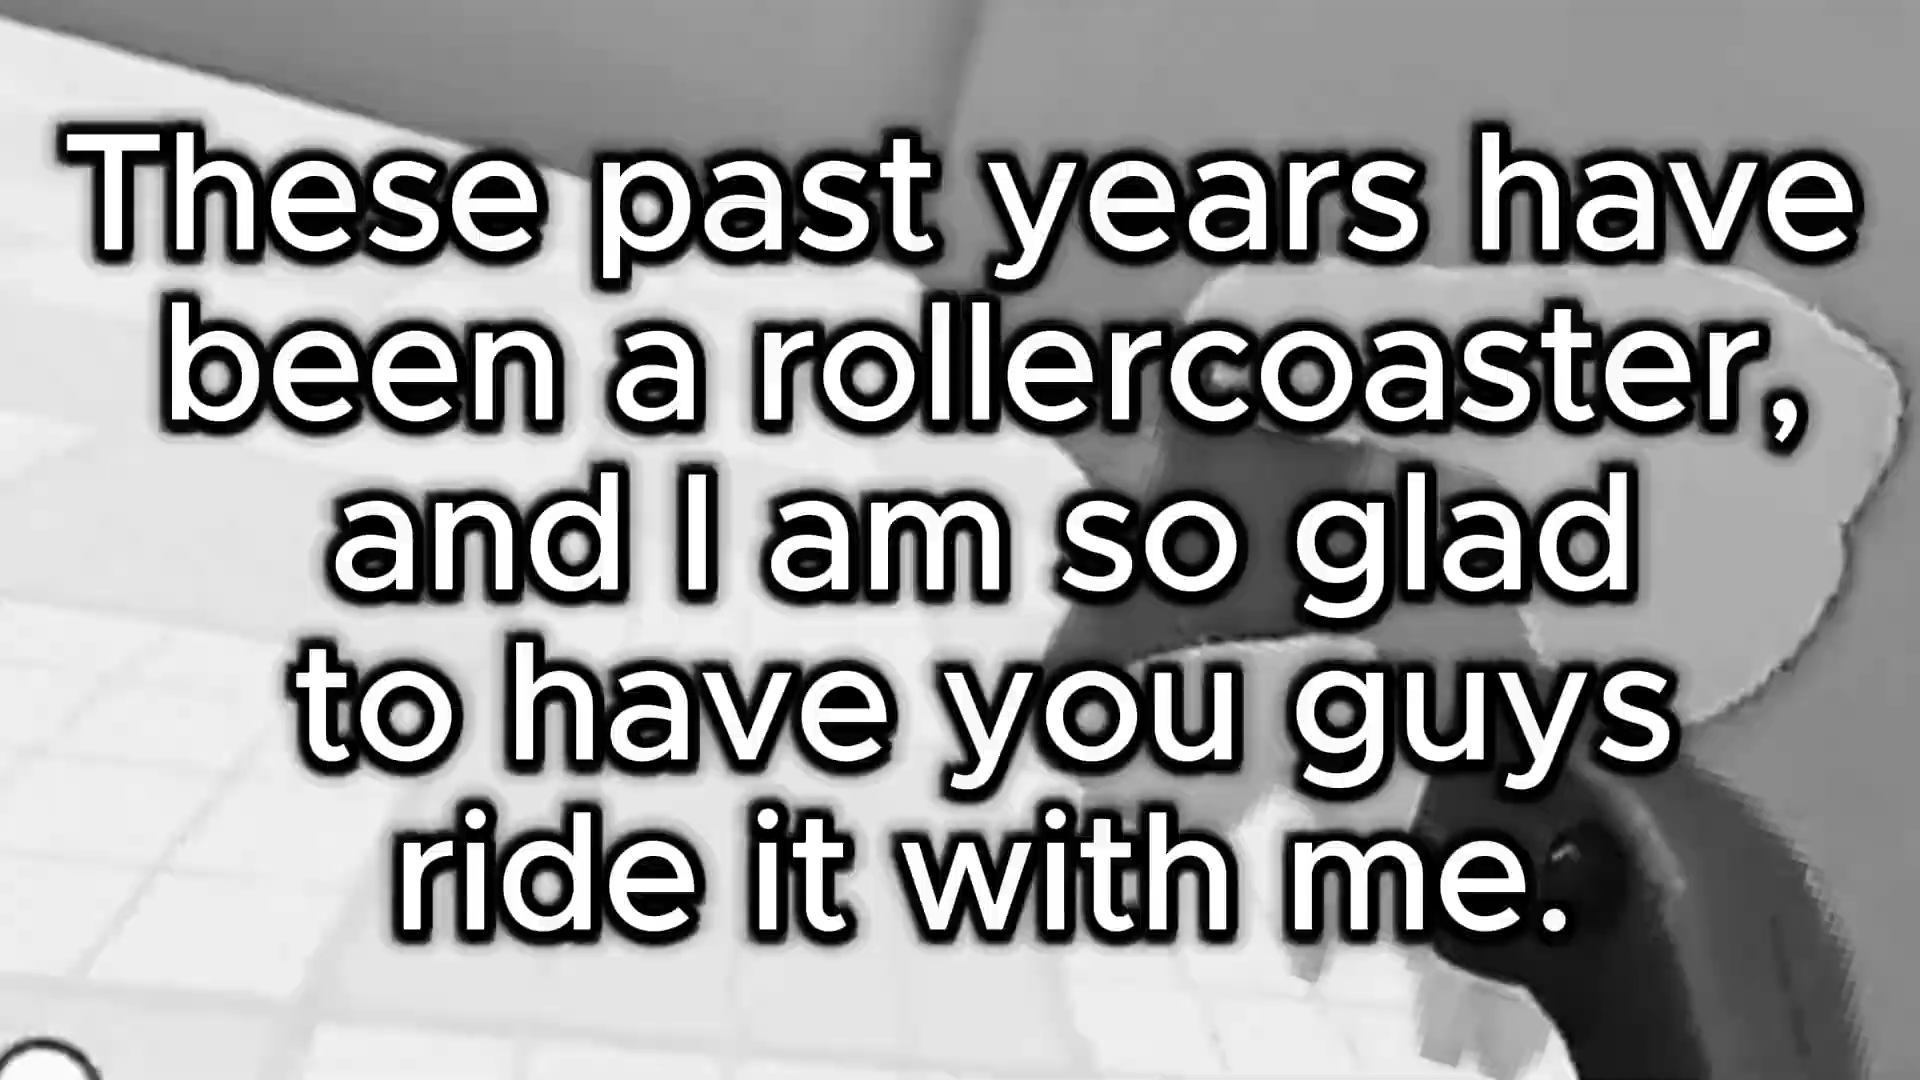 These past years have
been a rollercoaster,
and I am so glad
to have you guys
ride it with me.